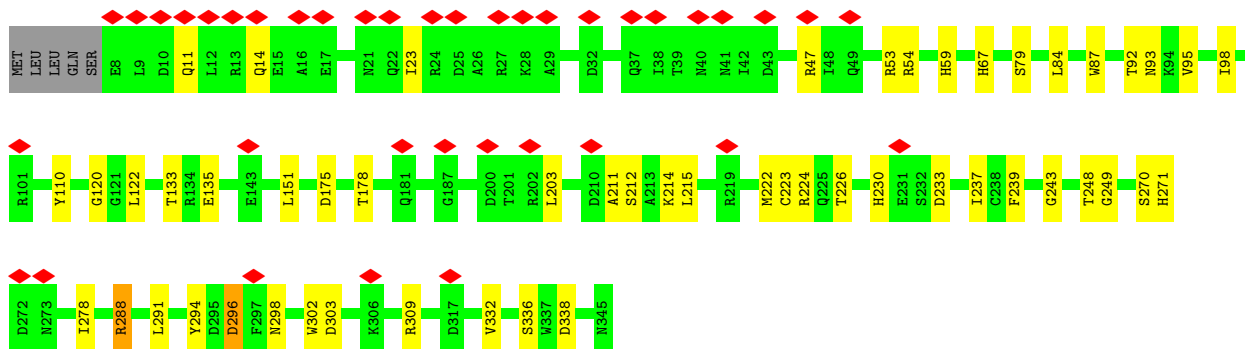 MET LEU LEU GLN SER E8 L9 D10 Q11 L12 R13 Q14 E15 A16 E17 N21 Q22 I23 R24 D25 A26 R27 K28 A29 D32 Q37 I38 T39 N40 N41 I42 D43 R47 I48 Q49 R53 R54 H59 H67 S79 L84 W87 T92 N93 K94 V95 I98
R101 Y110 G120 G121 L122 T133 R134 E135 E143 L151 D175 T178 Q181 G187 D200 T201 R202 L203 D210 A211 S212 A213 K214 L215 R219 M222 C223 R224 Q225 T226 H230 E231 S232 D233 I237 C238 F239 G243 T248 G249 S270 H271
D272 N273 I278 R288 L291 Y294 D295 D296 F297 N298 W302 D303 K306 R309 D317 V332 S336 W337 D338 N345